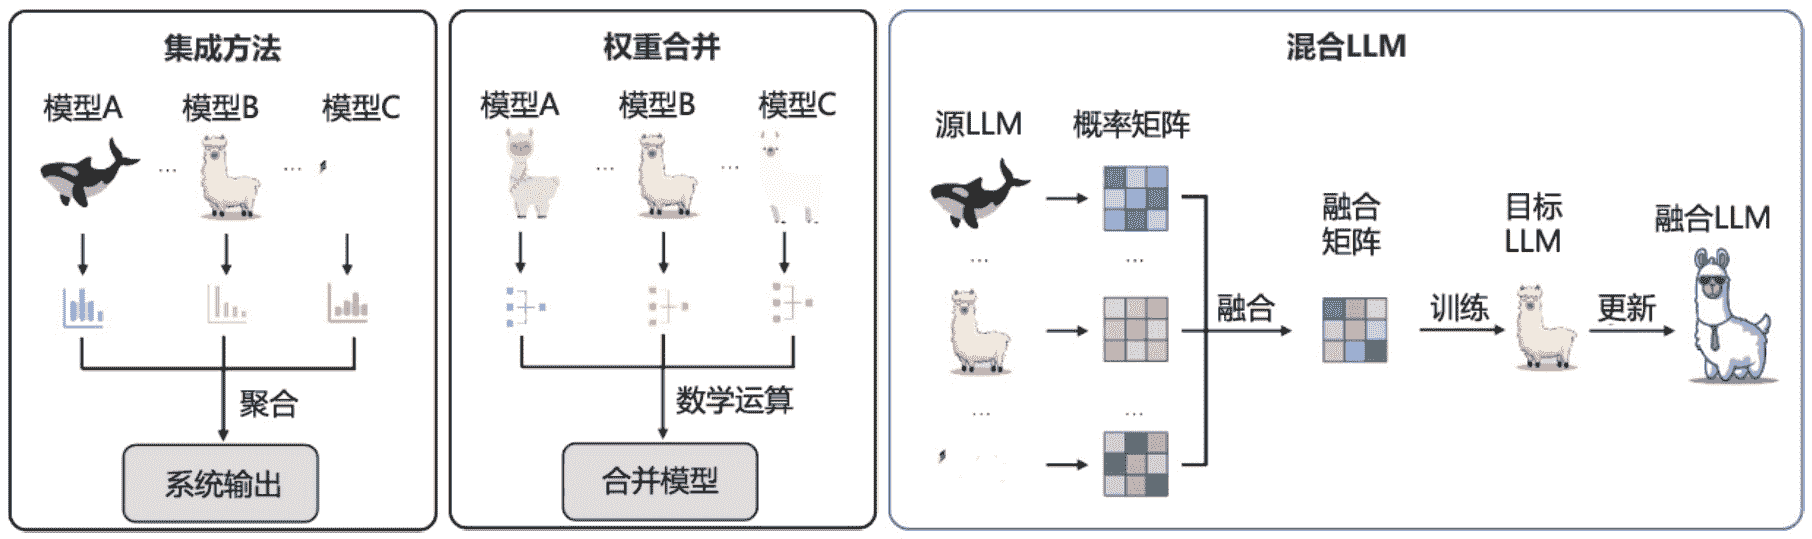 集成方法
模型A
模型B
模型C
...
...
聚合
系统输出
权重合并
模型A
模型B
模型C
...
...
数学运算
合并模型
混合LLM
源LLM
概率矩阵
...
...
...
...
融合
融合
矩阵
训练
目标
LLM
更新
融合LLM